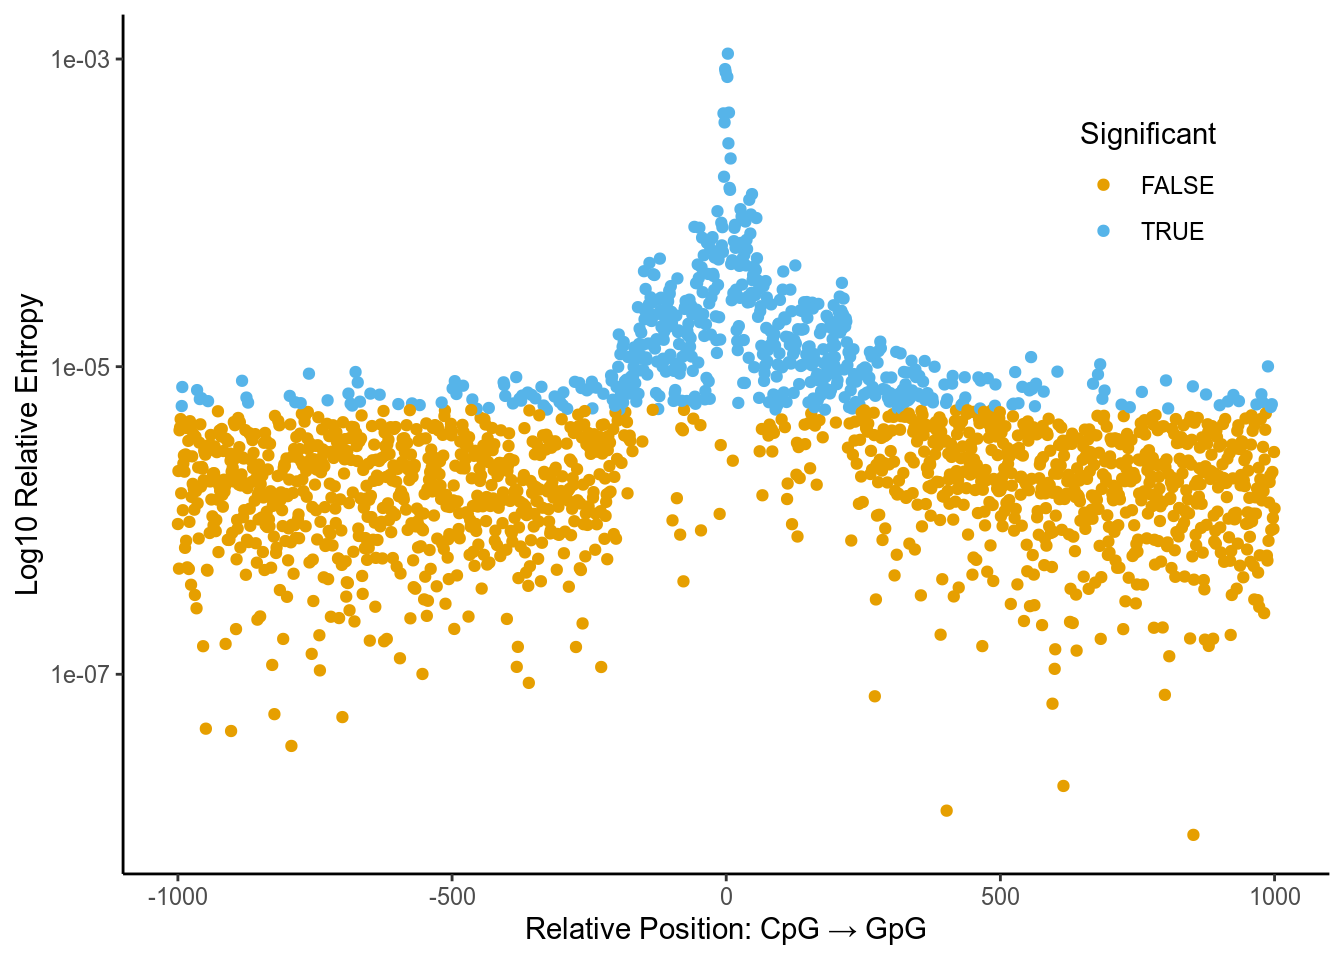 Log10 Relative Entropy
1e-03
1e-05
1e-07
Significant
FALSE
TRUE
-1000
-500
0
500
1000
Relative Position: CpG → GpG